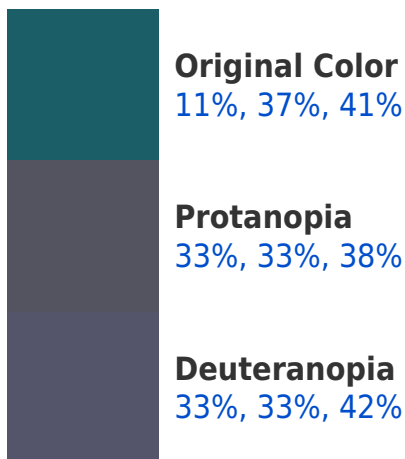 Original Color
11%, 37%, 41%
Protanopia
33%, 33%, 38%
Deuteranopia
33%, 33%, 42%